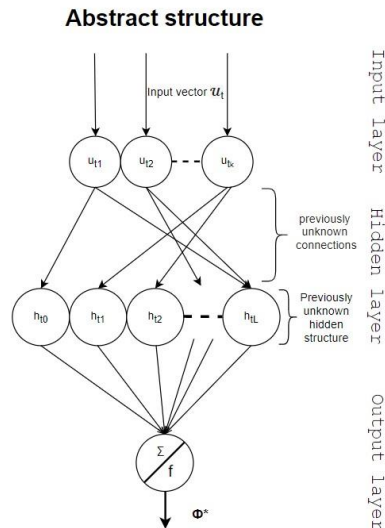 Abstract structure
Input vector u_t
Input layer
u_t1
u_t2
u_tk
previously
unknown
connections
Hidden layer
h_t0
h_t1
h_t2
h_tL
Previously
unknown
hidden
structure
Output layer
Σ
f
Φ*